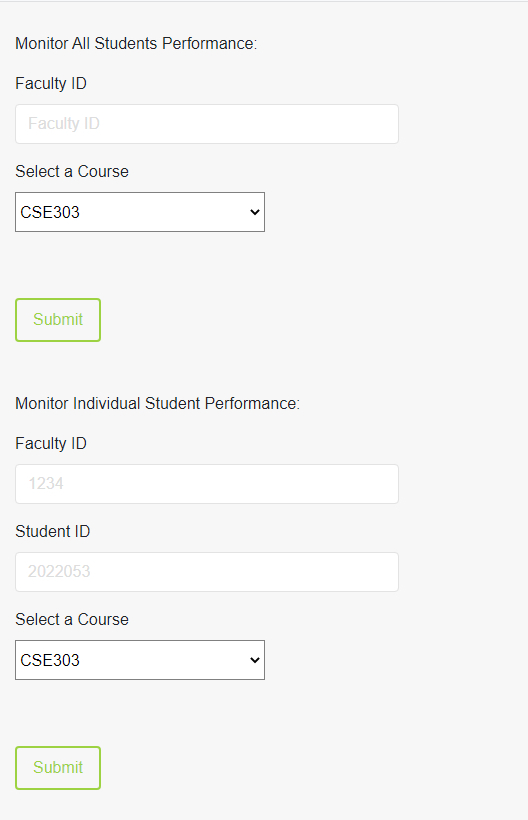 Monitor All Students Performance:
Faculty ID
Faculty ID
Select a Course
CSE303
Submit
Monitor Individual Student Performance:
Faculty ID
1234
Student ID
2022053
Select a Course
CSE303
Submit